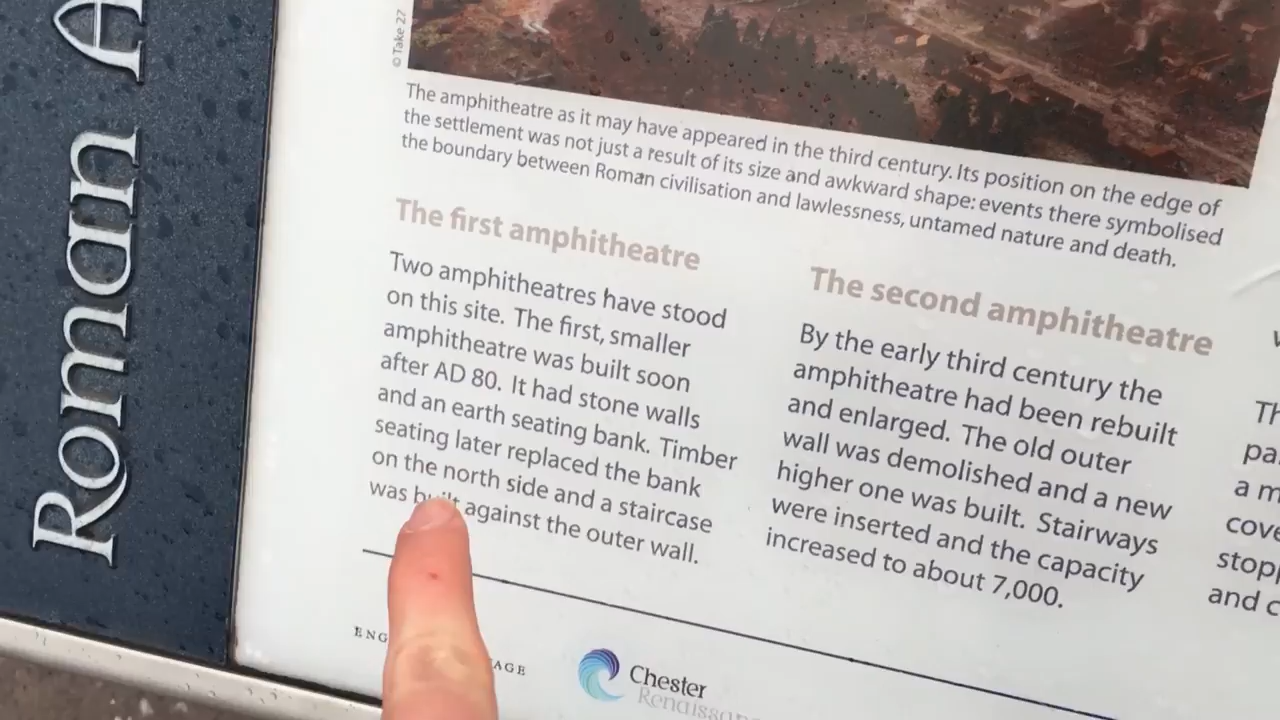 Roman A
© Take 27
The amphitheatre as it may have appeared in the third century. Its position on the edge of
the settlement was not just a result of its size and awkward shape: events there symbolised
the boundary between Roman civilisation and lawlessness, untamed nature and death.
The first amphitheatre
Two amphitheatres have stood
on this site. The first, smaller
amphitheatre was built soon
after AD 80. It had stone walls
and an earth seating bank. Timber
seating later replaced the bank
on the north side and a staircase
was built against the outer wall.
The second amphitheatre
By the early third century the
amphitheatre had been rebuilt
and enlarged. The old outer
wall was demolished and a new
higher one was built. Stairways
were inserted and the capacity
increased to about 7,000.
Th
pa
a m
cove
stop
and c
ENG AGE
Chester
Renaissan